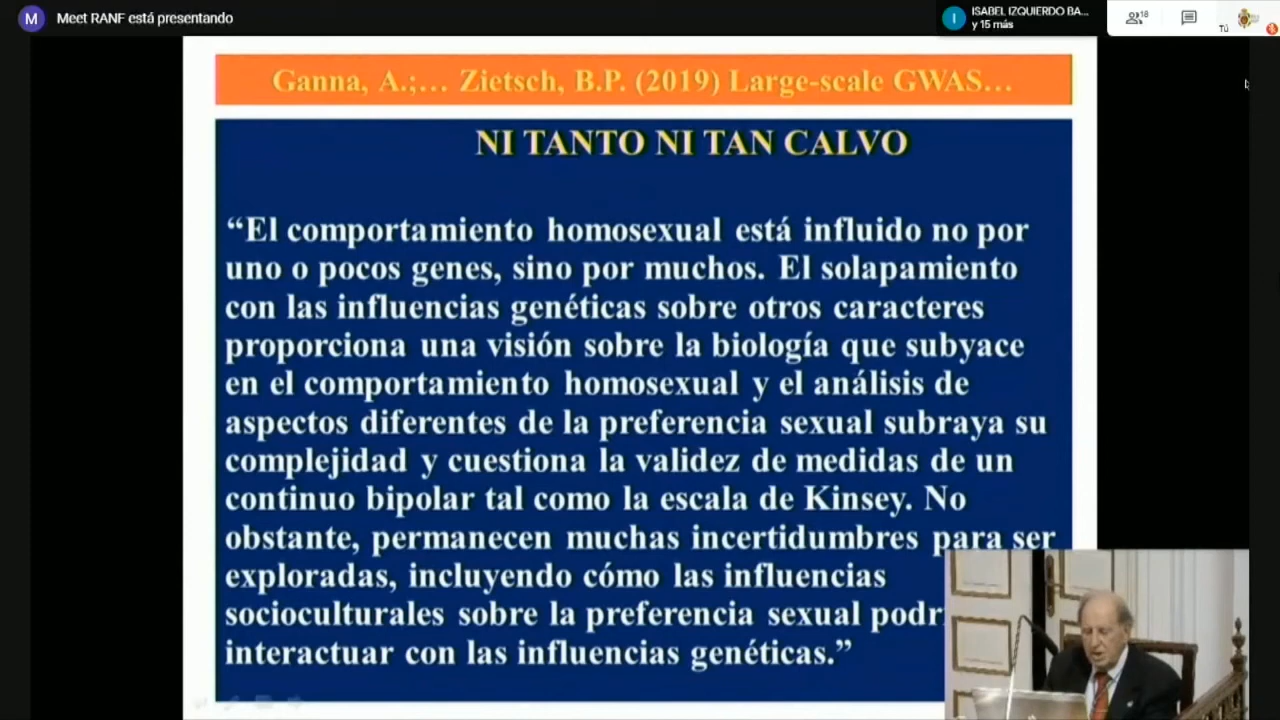 M Meet RANF está presentando
I ISABEL IZQUIERDO BA...
y 15 más
18
Tú
Ganna, A.;… Zietsch, B.P. (2019) Large-scale GWAS…
NI TANTO NI TAN CALVO
“El comportamiento homosexual está influido no por
uno o pocos genes, sino por muchos. El solapamiento
con las influencias genéticas sobre otros caracteres
proporciona una visión sobre la biología que subyace
en el comportamiento homosexual y el análisis de
aspectos diferentes de la preferencia sexual subraya su
complejidad y cuestiona la validez de medidas de un
continuo bipolar tal como la escala de Kinsey. No
obstante, permanecen muchas incertidumbres para ser
exploradas, incluyendo cómo las influencias
socioculturales sobre la preferencia sexual podr
interactuar con las influencias genéticas.”